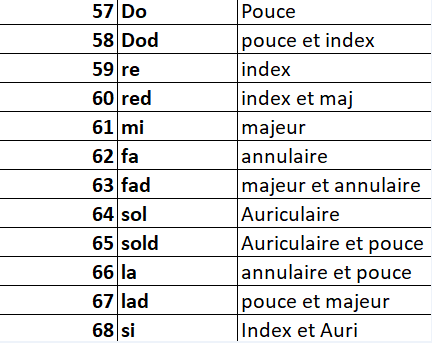 57 Do Pouce
58 Dod pouce et index
59 re index
60 red index et maj
61 mi majeur
62 fa annulaire
63 fad majeur et annulaire
64 sol Auriculaire
65 sold Auriculaire et pouce
66 la annulaire et pouce
67 lad pouce et majeur
68 si Index et Auri